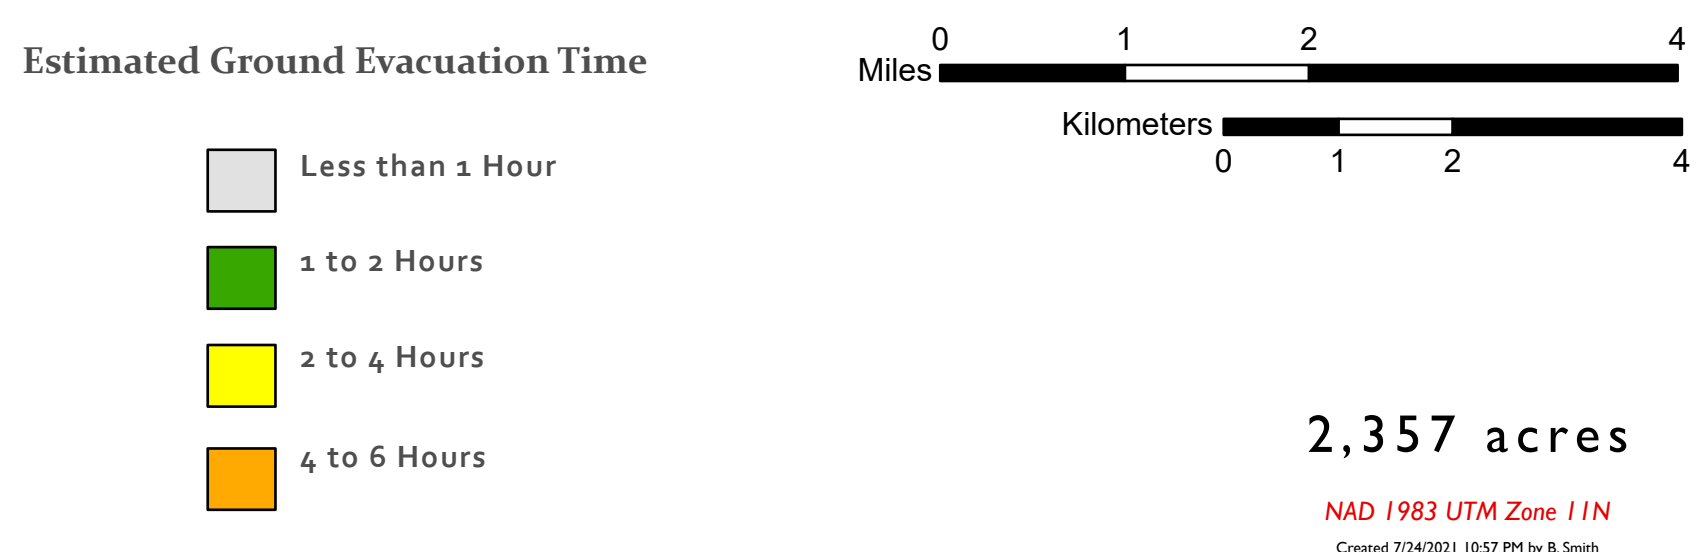 Estimated Ground Evacuation Time
Less than 1 Hour
1 to 2 Hours
2 to 4 Hours
4 to 6 Hours
0 1 2 4
Miles
Kilometers
0 1 2 4
2,357 acres
NAD 1983 UTM Zone 11N
Created 7/24/2021 10:57 PM by B. Smith